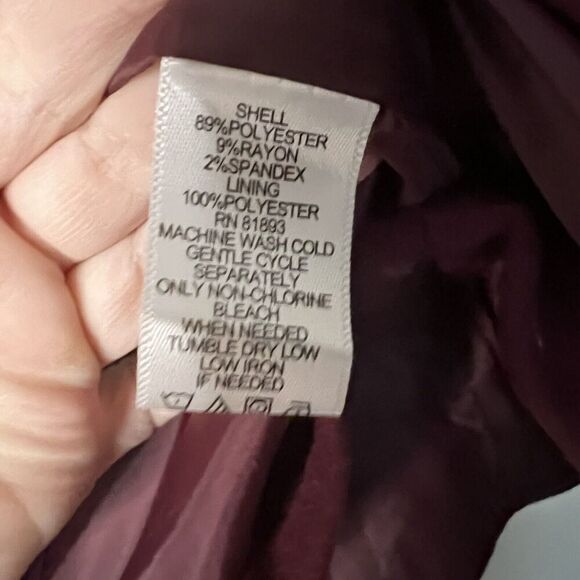 SHELL
89%POLYESTER
9%RAYON
2%SPANDEX
LINING
100%POLYESTER
RN 81893
MACHINE WASH COLD
GENTLE CYCLE
SEPARATELY
ONLY NON-CHLORINE
BLEACH
WHEN NEEDED
TUMBLE DRY LOW
LOW IRON
IF NEEDED